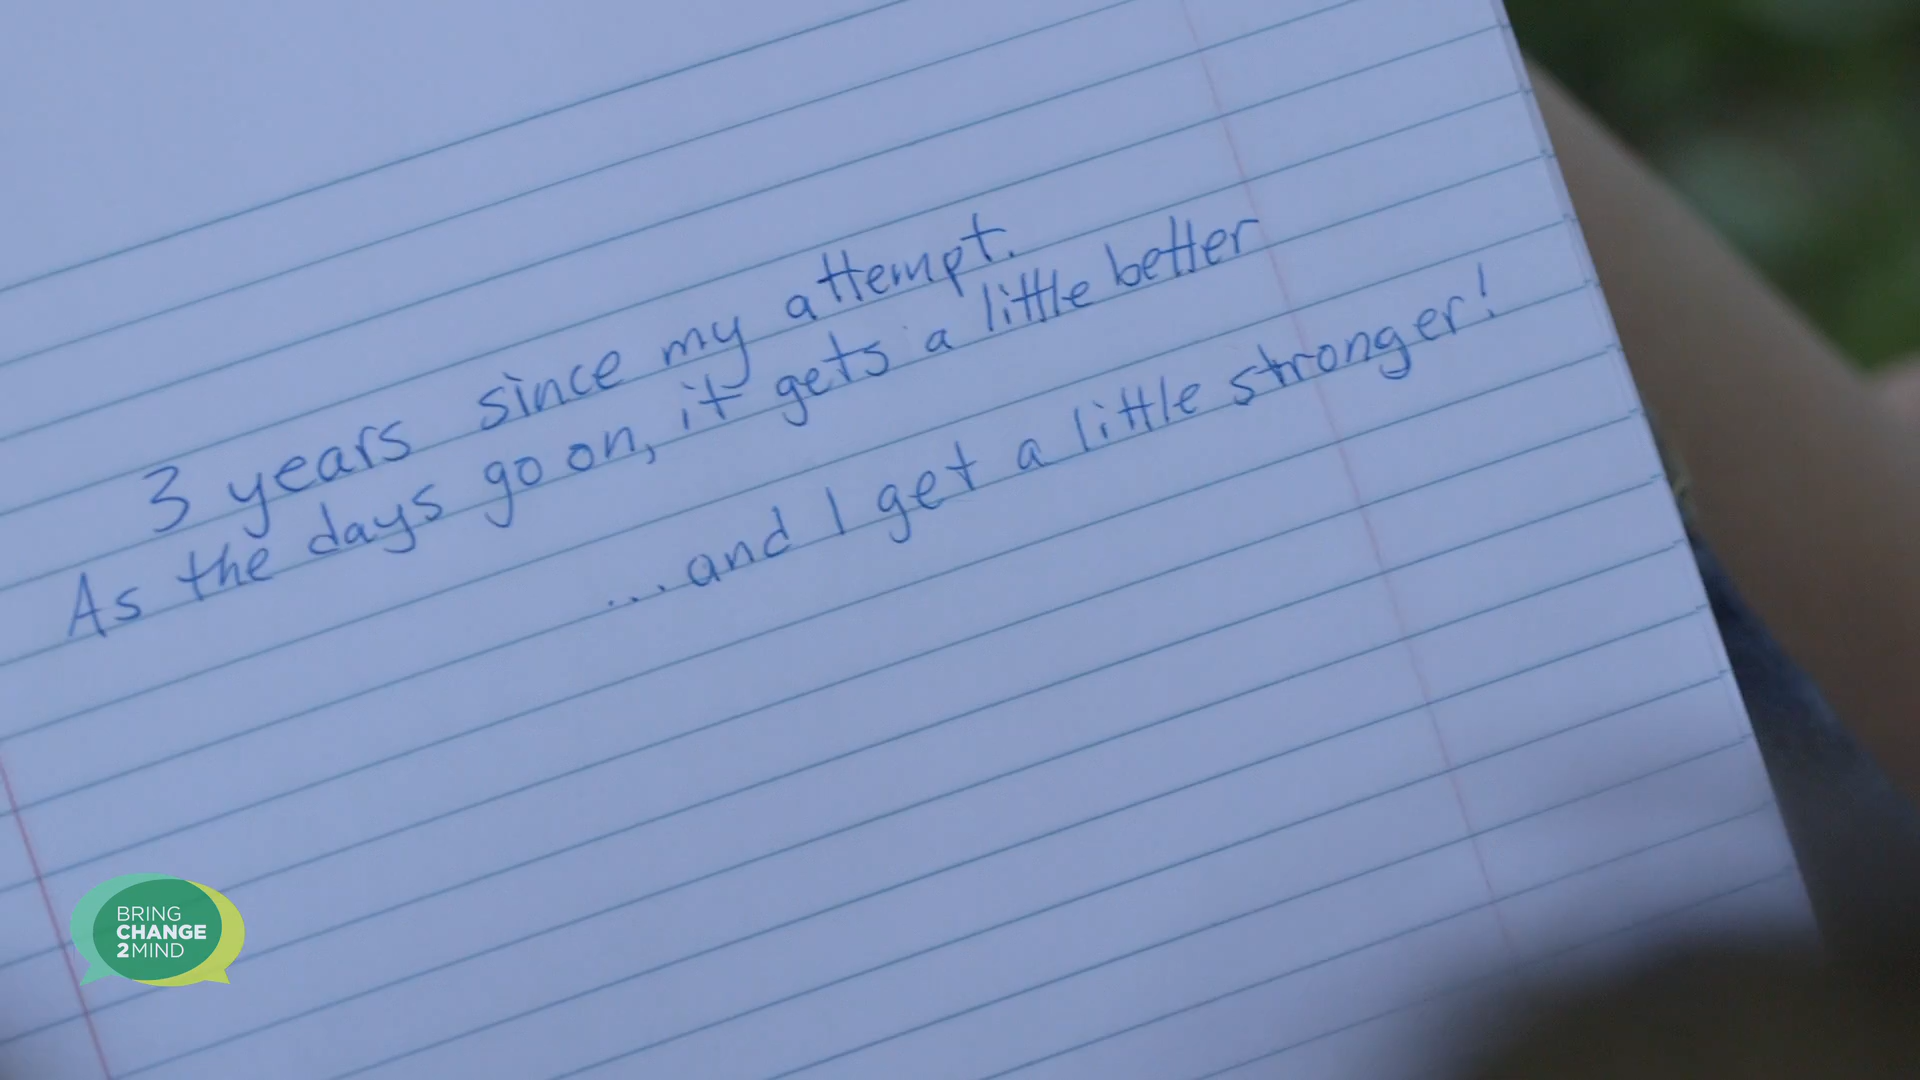 3 years since my attempt.
As the days go on, it gets a little better
...and I get a little stronger!
BRING
CHANGE
2MIND